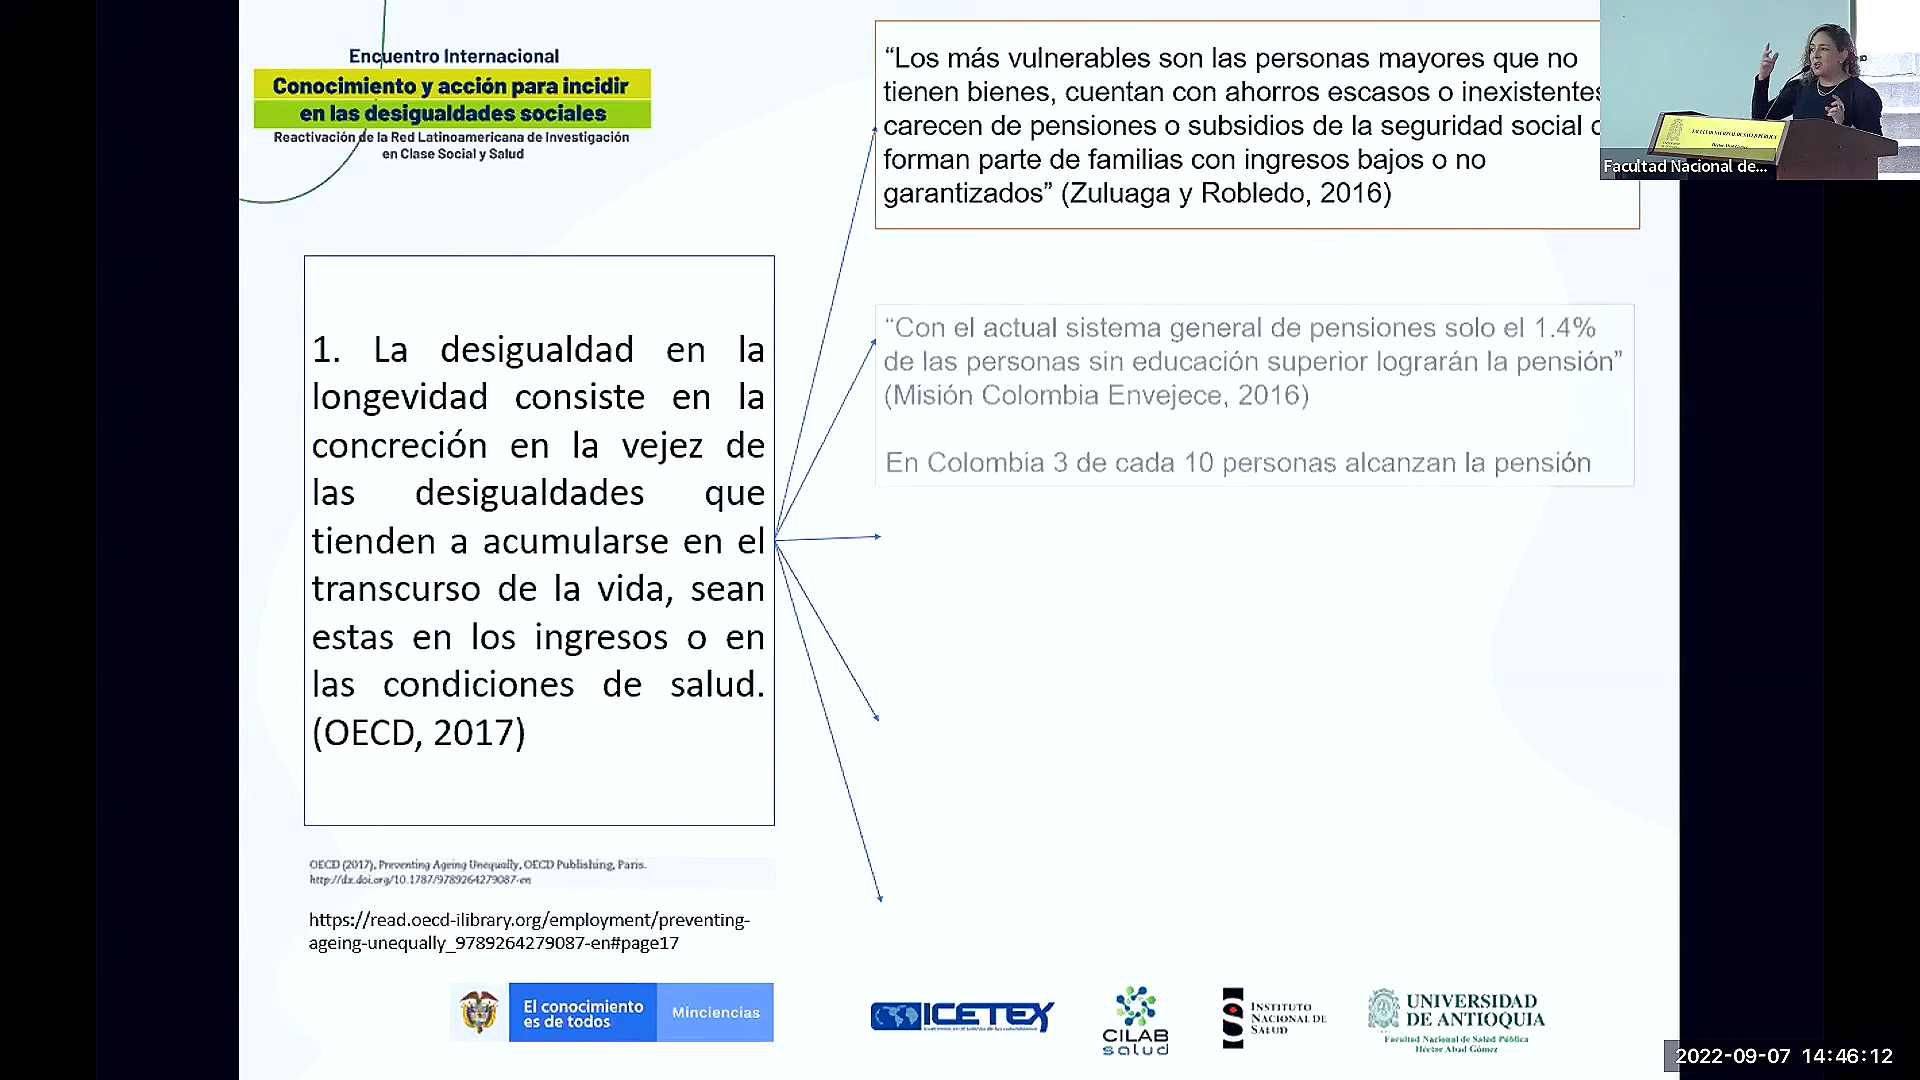 Encuentro Internacional
Conocimiento y acción para incidir
en las desigualdades sociales
Reactivación de la Red Latinoamericana de Investigación
en Clase Social y Salud
“Los más vulnerables son las personas mayores que no
tienen bienes, cuentan con ahorros escasos o inexistentes
carecen de pensiones o subsidios de la seguridad social
forman parte de familias con ingresos bajos o no
garantizados” (Zuluaga y Robledo, 2016)
FACULTAD NACIONAL DE SALUD PÚBLICA
Héctor Abad Gómez
Facultad Nacional de...
1. La desigualdad en la
longevidad consiste en la
concreción en la vejez de
las desigualdades que
tienden a acumularse en el
transcurso de la vida, sean
estas en los ingresos o en
las condiciones de salud.
(OECD, 2017)
“Con el actual sistema general de pensiones solo el 1.4%
de las personas sin educación superior lograrán la pensión”
(Misión Colombia Envejece, 2016)
En Colombia 3 de cada 10 personas alcanzan la pensión
OECD (2017), Preventing Ageing Unequally, OECD Publishing, Paris.
http://dx.doi.org/10.1787/9789264279087-en
https://read.oecd-ilibrary.org/employment/preventing-
ageing-unequally_9789264279087-en#page17
El conocimiento
es de todos
Minciencias
ICETEX
CILAB
salud
INSTITUTO
NACIONAL DE
SALUD
UNIVERSIDAD
DE ANTIOQUIA
Facultad Nacional de Salud Pública
Héctor Abad Gómez
2022-09-07 14:46:12